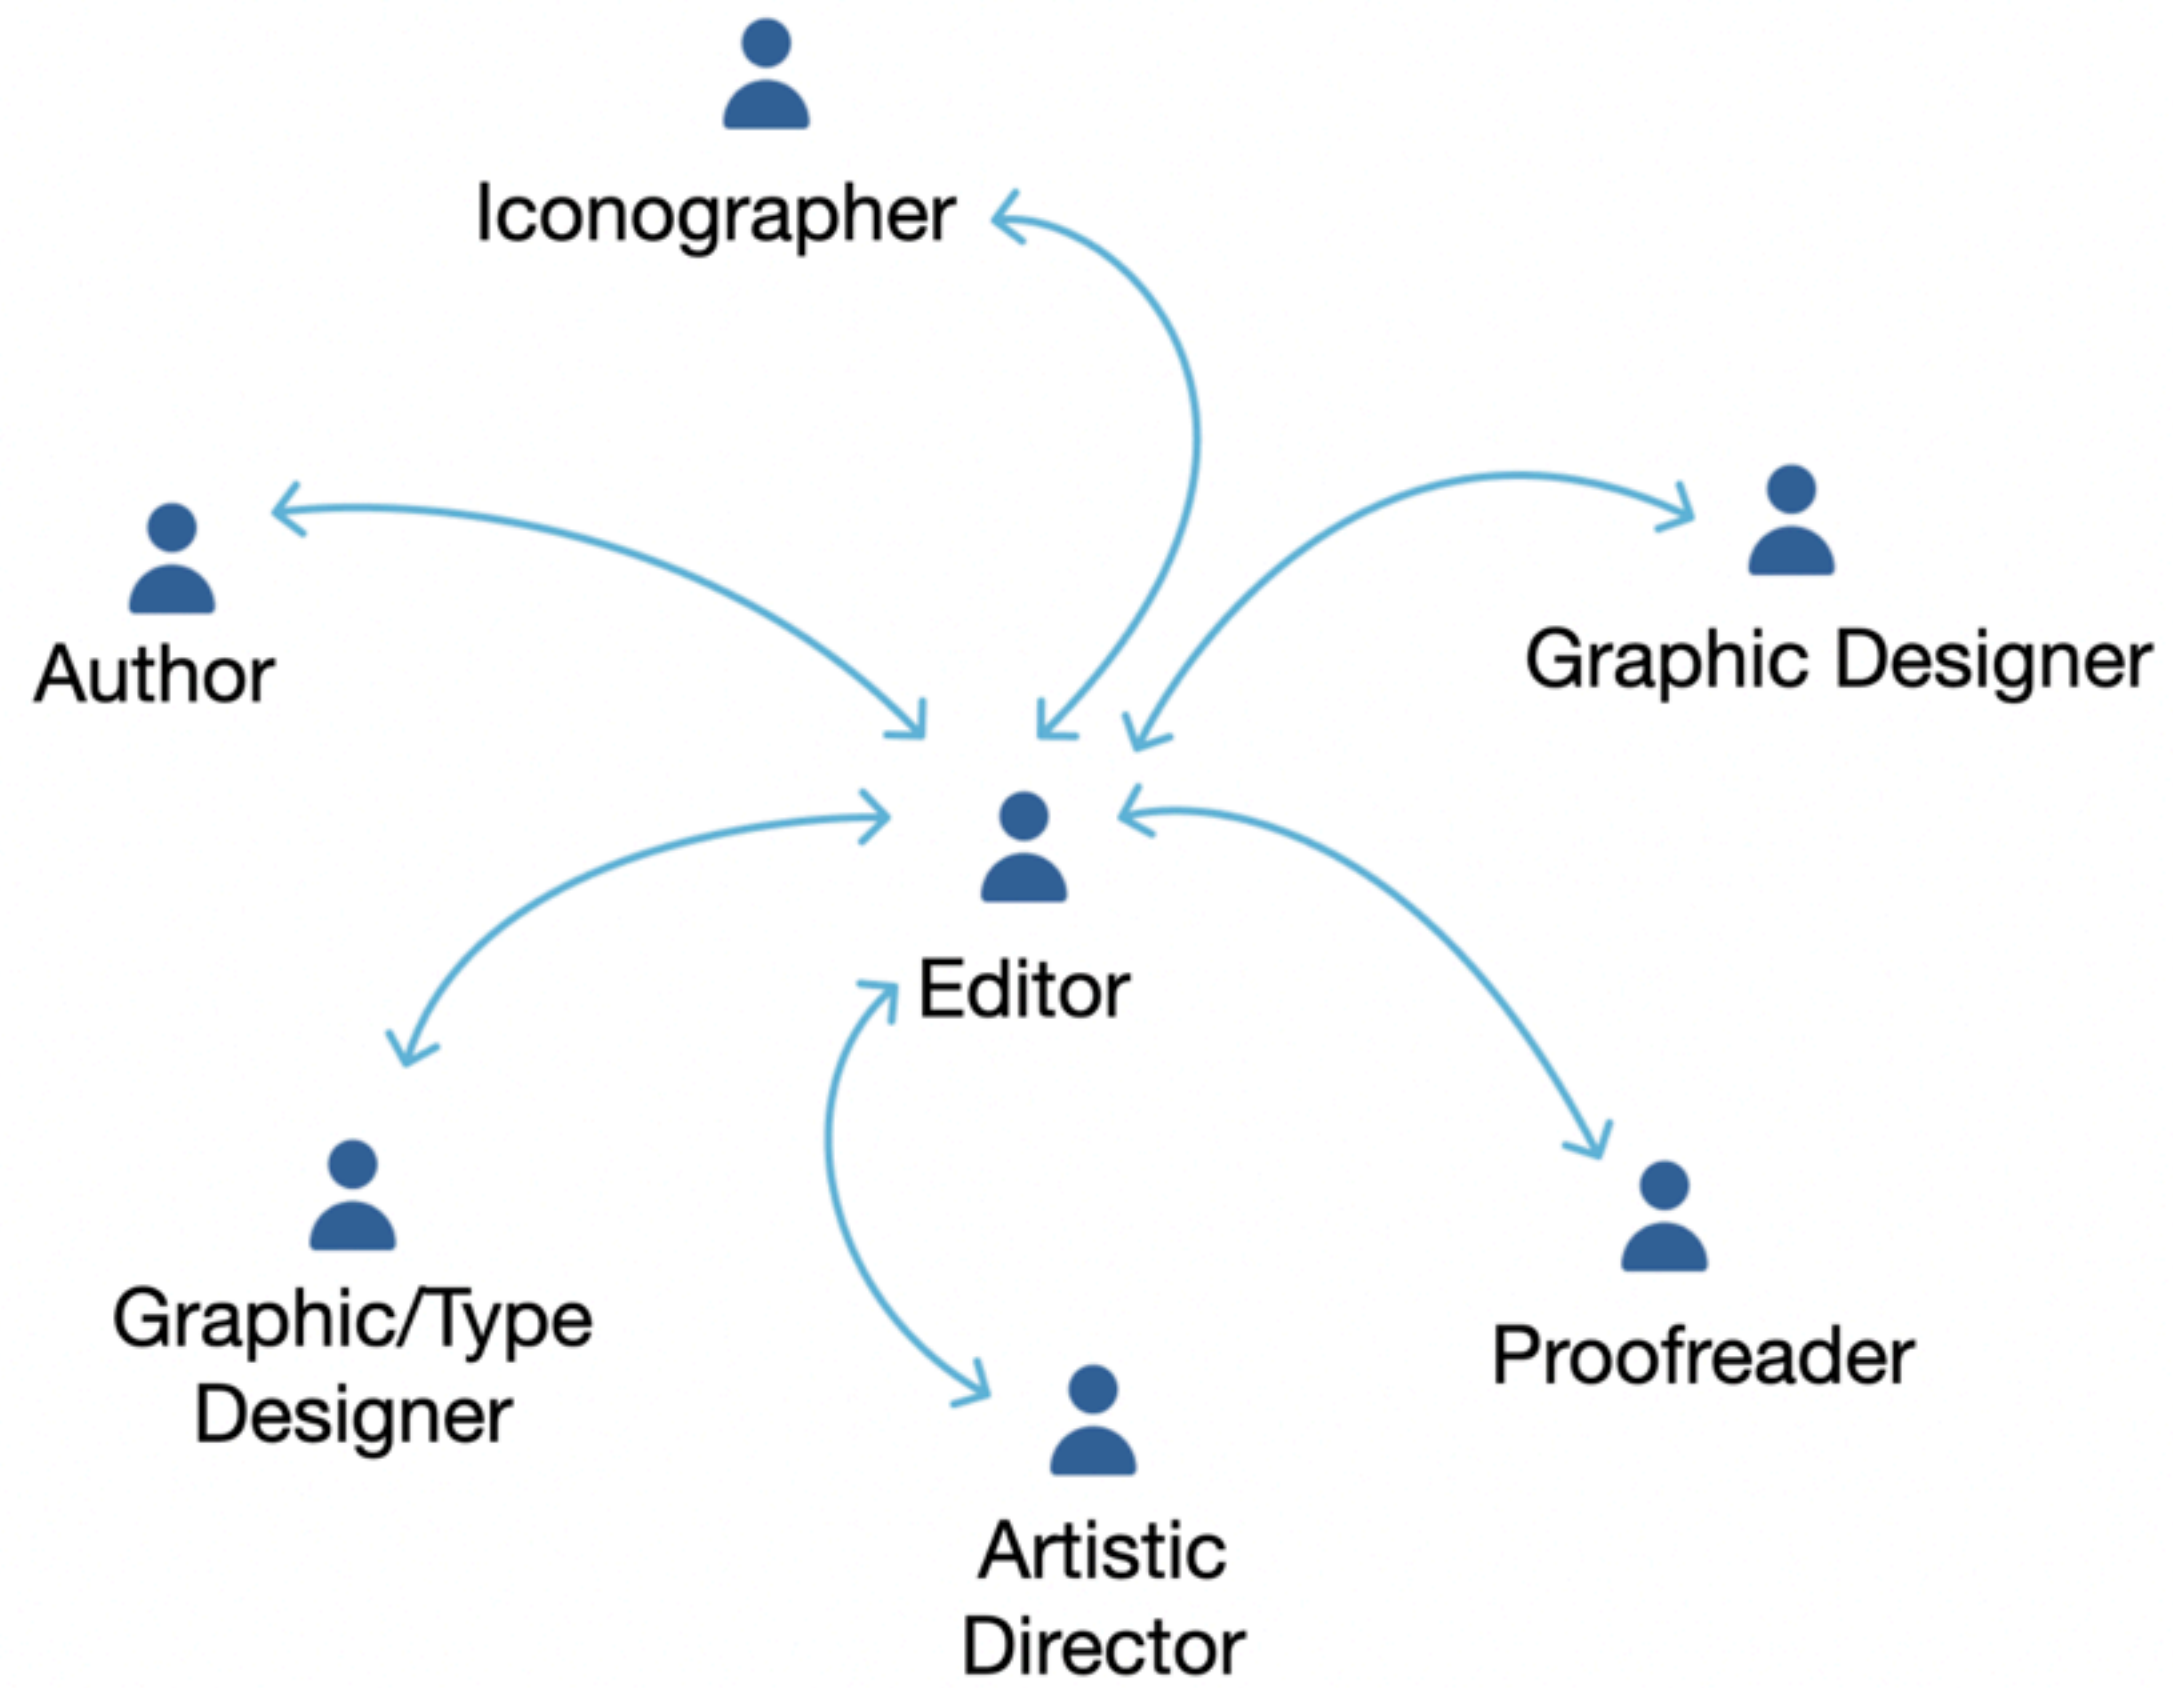 Iconographer
Author
Graphic Designer
Editor
Graphic/Type
Designer
Proofreader
Artistic
Director